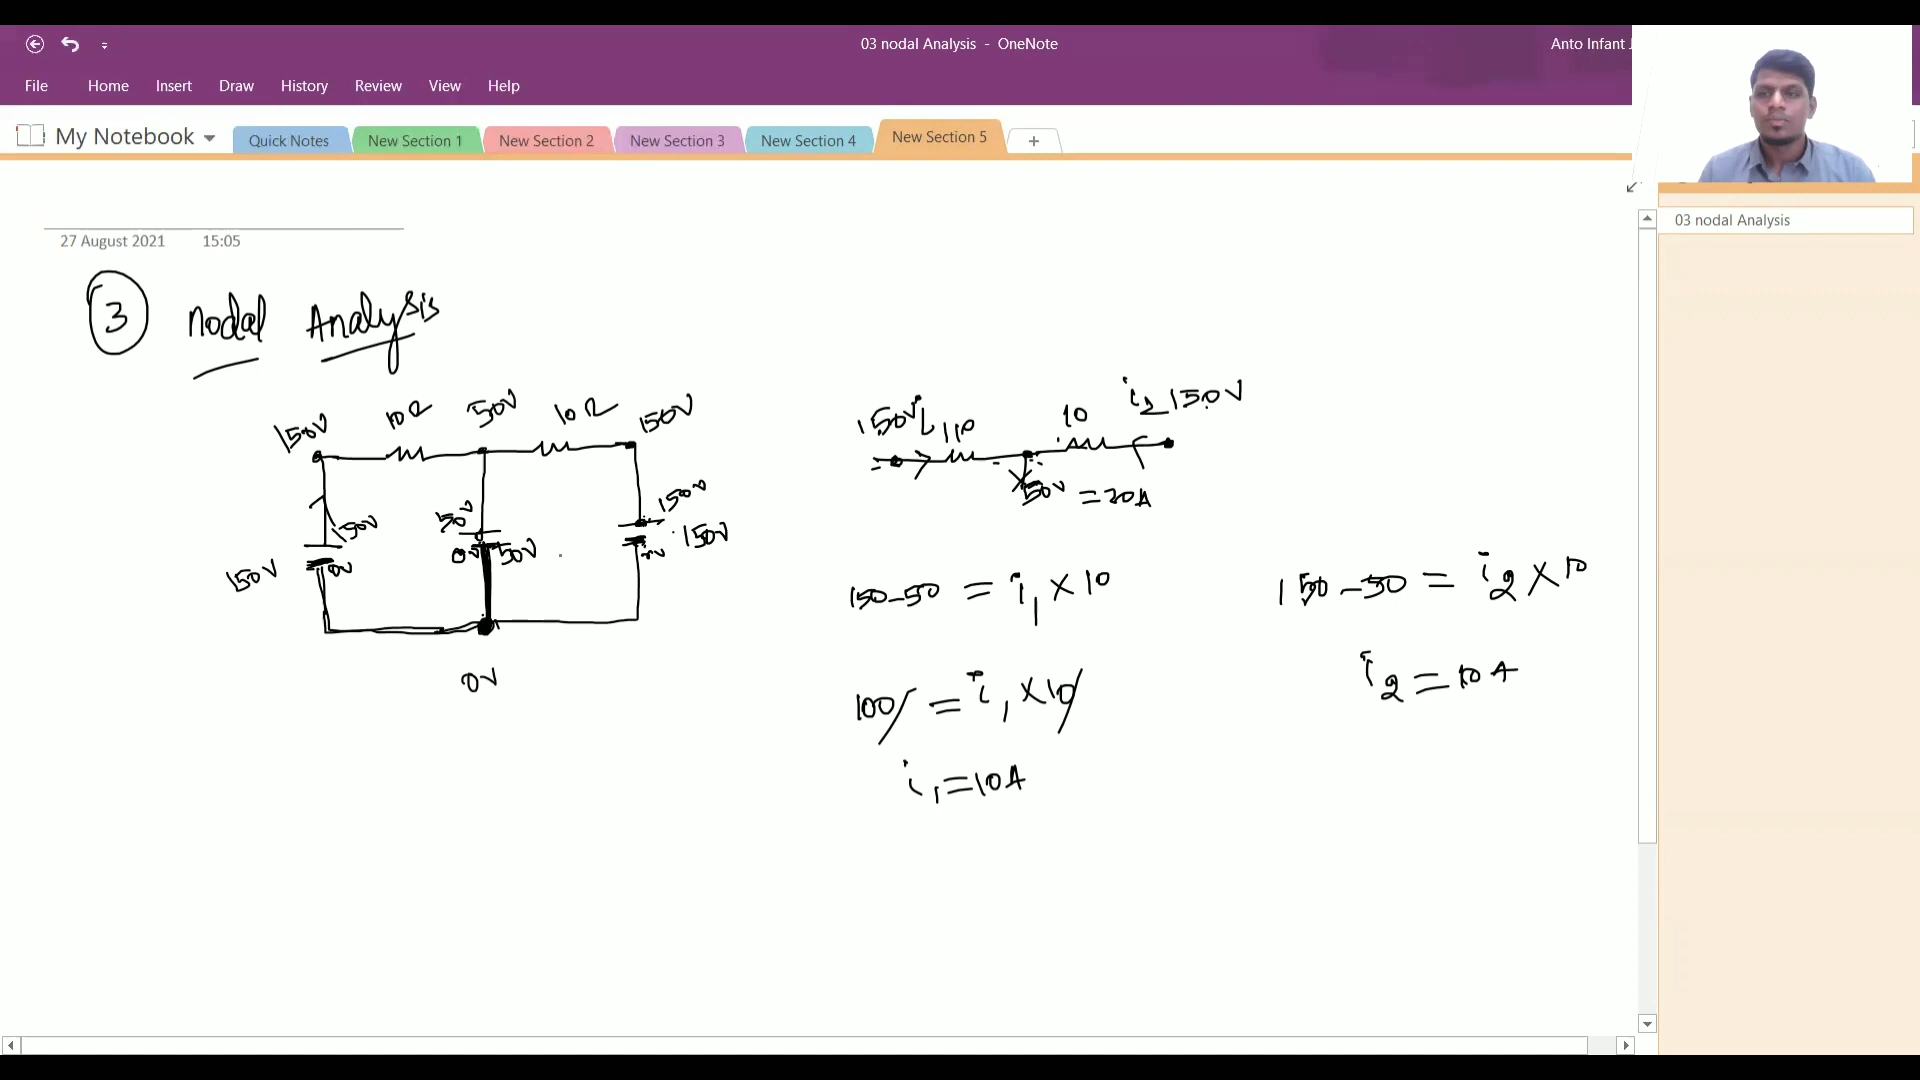 03 nodal Analysis - OneNote
Anto Infant J
File Home Insert Draw History Review View Help
My Notebook
Quick Notes
New Section 1
New Section 2
New Section 3
New Section 4
New Section 5
+
03 nodal Analysis
27 August 2021 15:05
3 Nodal Analysis
150V 10Ω 50V 10Ω 150V
150V
50V
150V
150V
0V
0V 50V
150V
0V
0V
150V i1 10 10 i2 150V
50V = 20A
150-50 = i1 × 10
100 = i1 × 10
i1 = 10A
150-50 = i2 × 10
i2 = 10A